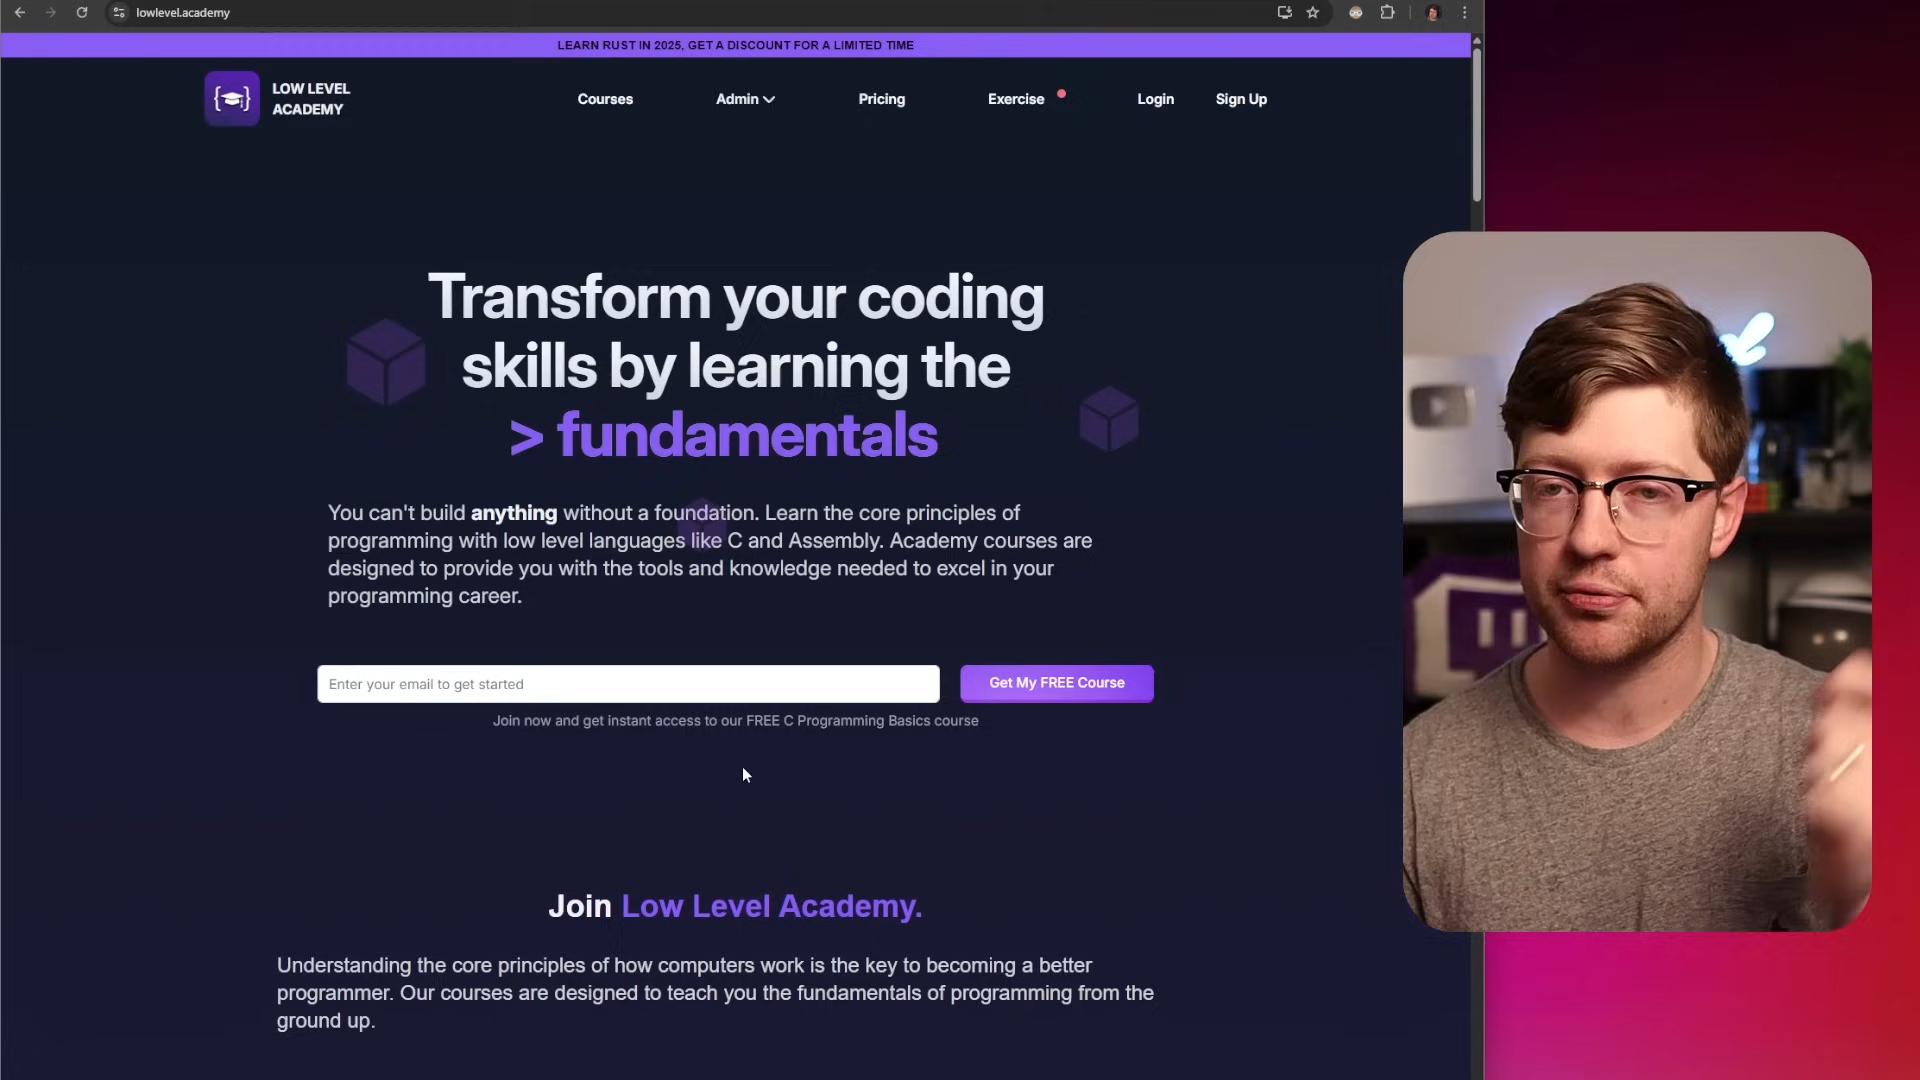 lowlevel.academy
LEARN RUST IN 2025, GET A DISCOUNT FOR A LIMITED TIME
LOW LEVEL
ACADEMY
Courses
Admin
Pricing
Exercise
Login
Sign Up
Transform your coding
skills by learning the
> fundamentals
You can't build anything without a foundation. Learn the core principles of
programming with low level languages like C and Assembly. Academy courses are
designed to provide you with the tools and knowledge needed to excel in your
programming career.
Enter your email to get started
Get My FREE Course
Join now and get instant access to our FREE C Programming Basics course
Join Low Level Academy.
Understanding the core principles of how computers work is the key to becoming a better
programmer. Our courses are designed to teach you the fundamentals of programming from the
ground up.